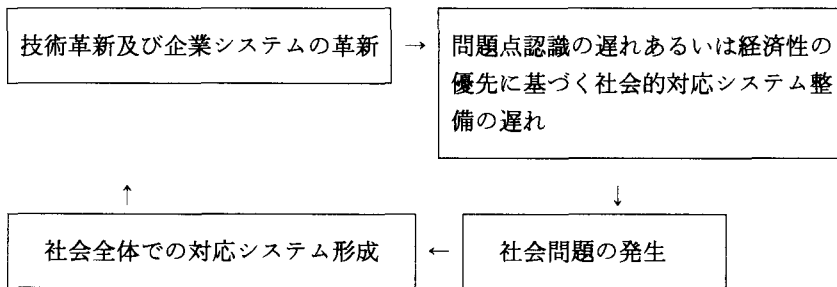 技術革新及び企業システムの革新
→
問題点認識の遅れあるいは経済性の
優先に基づく社会的対応システム整
備の遅れ
↑
↓
社会全体での対応システム形成
←
社会問題の発生